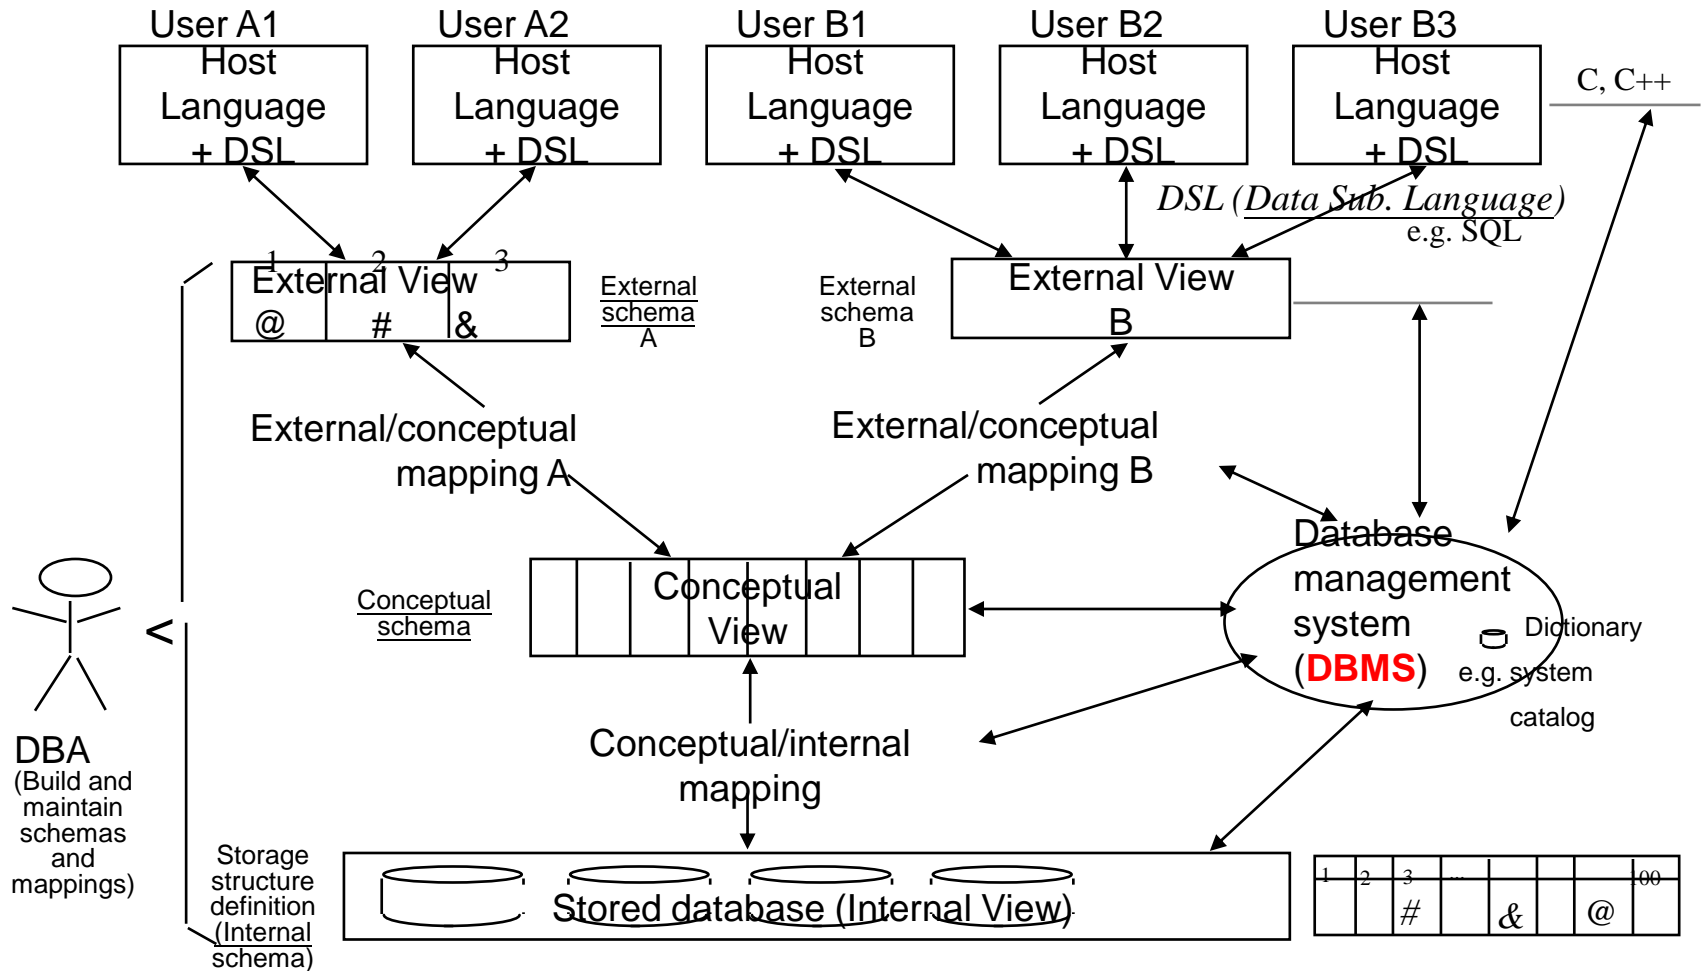 User A1
User A2
User B1
User B2
User B3
Host
Language
+ DSL
Host
Language
+ DSL
Host
Language
+ DSL
Host
Language
+ DSL
Host
Language
+ DSL
C, C++
DSL (Data Sub. Language)
e.g. SQL
1 2 3
External View
@ # &
External
schema
A
External
schema
B
External View
B
External/conceptual
mapping A
External/conceptual
mapping B
Conceptual
schema
Conceptual
View
Database
management
system
(DBMS)
Dictionary
e.g. system
catalog
<
DBA
(Build and
maintain
schemas
and
mappings)
Conceptual/internal
mapping
Storage
structure
definition
(Internal
schema)
Stored database (Internal View)
1 2 3 ... 100
# & @